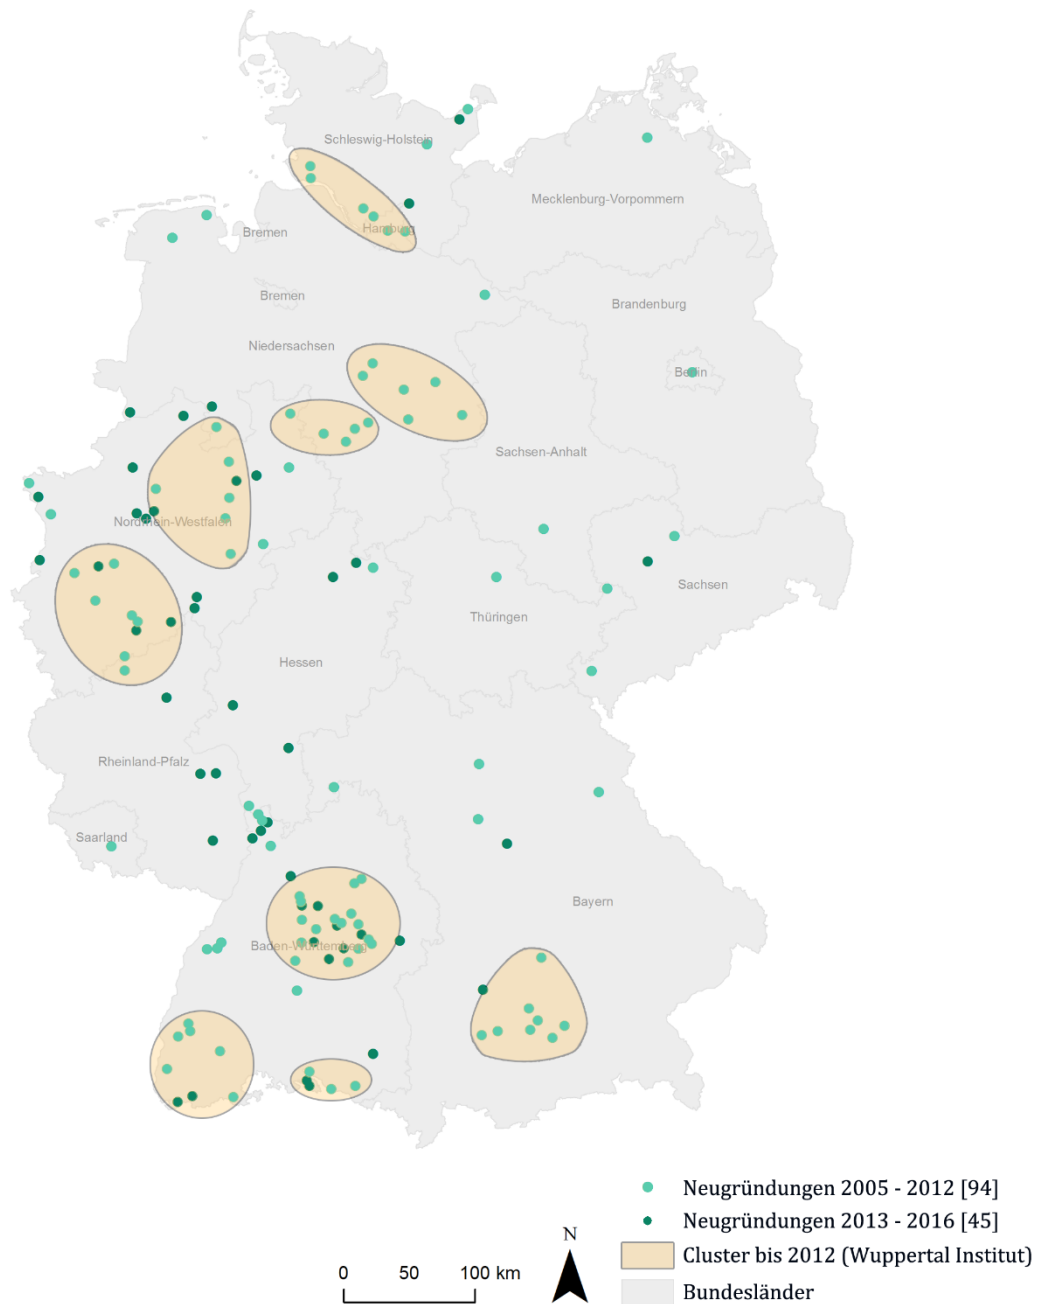 Schleswig-Holstein
Mecklenburg-Vorpommern
Hamburg
Bremen
Bremen
Brandenburg
Niedersachsen
Berlin
Sachsen-Anhalt
Nordrhein-Westfalen
Sachsen
Thüringen
Hessen
Rheinland-Pfalz
Saarland
Bayern
Baden-Württemberg
Neugründungen 2005 - 2012 [94]
Neugründungen 2013 - 2016 [45]
N
Cluster bis 2012 (Wuppertal Institut)
0 50 100 km
Bundesländer